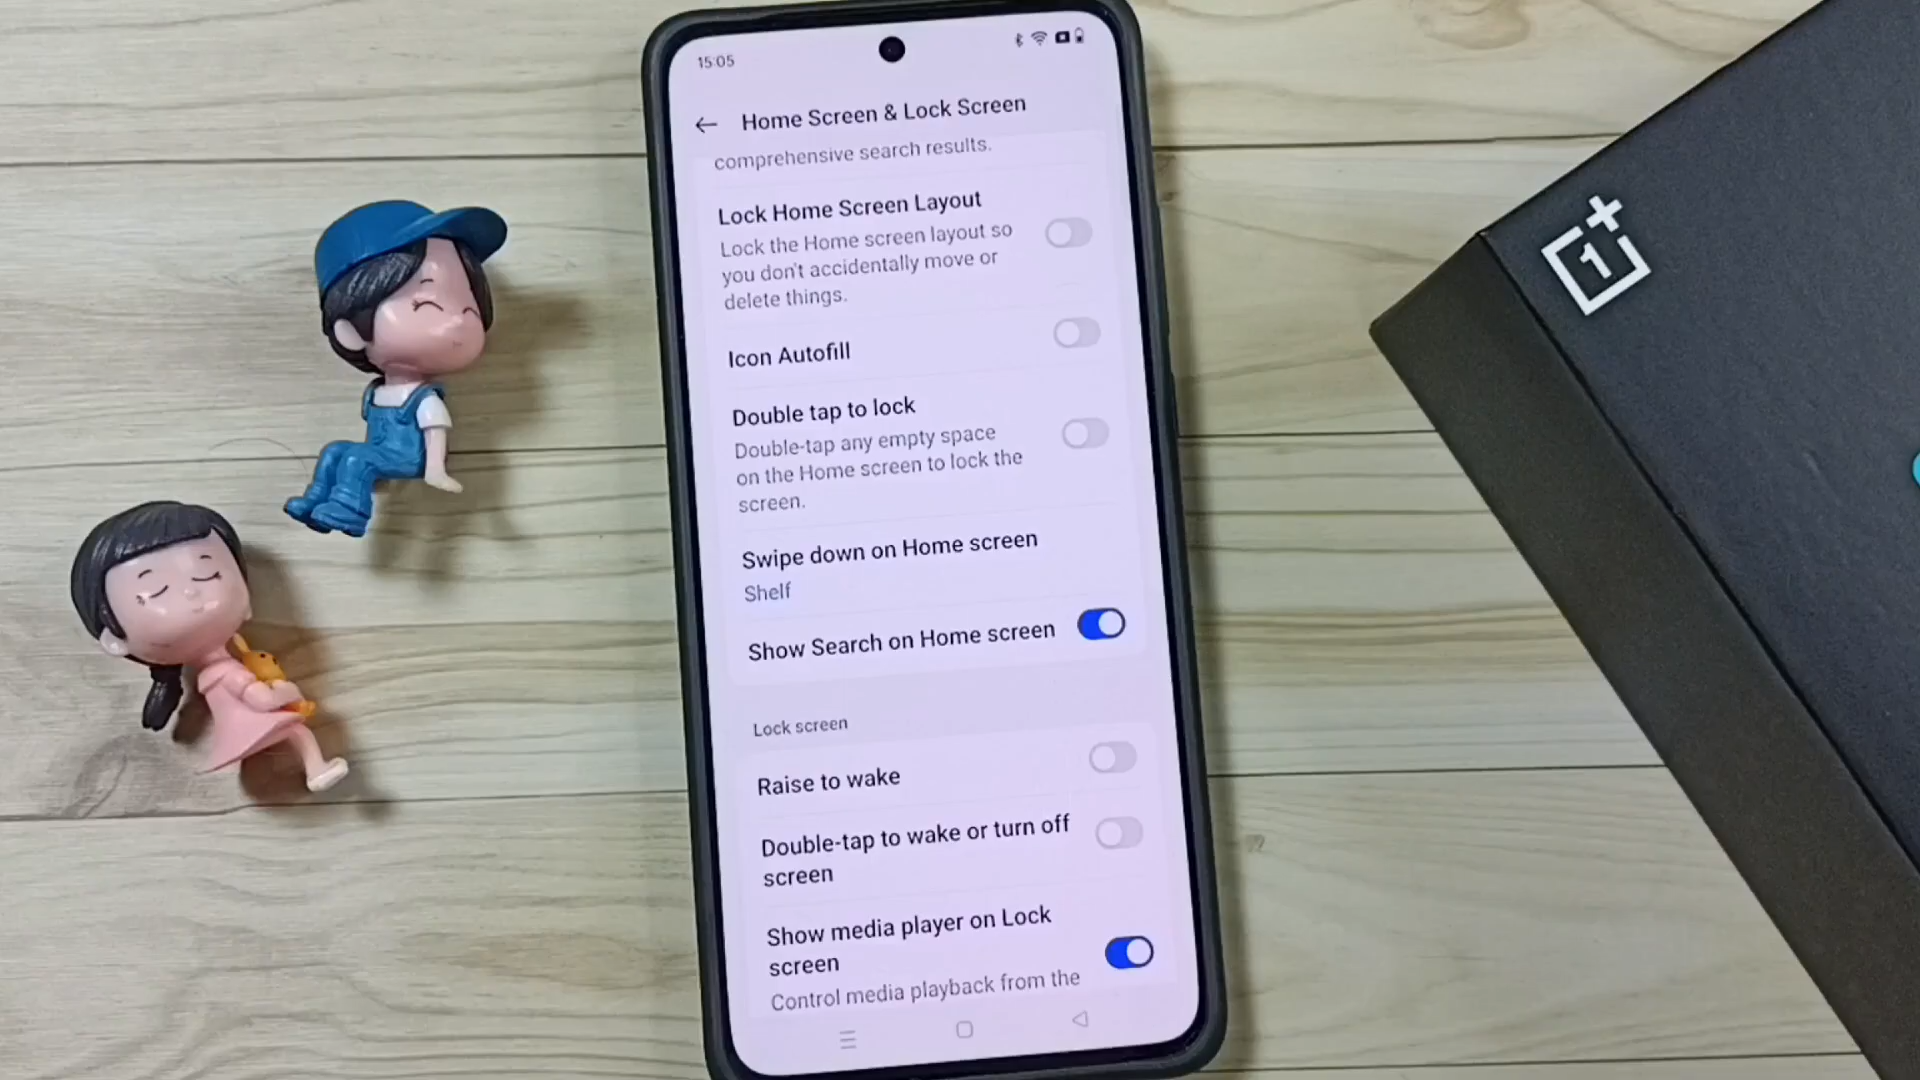 15:05
Home Screen & Lock Screen
comprehensive search results.
Lock Home Screen Layout
Lock the Home screen layout so
you don't accidentally move or
delete things.
Icon Autofill
Double tap to lock
Double-tap any empty space
on the Home screen to lock the
screen.
Swipe down on Home screen
Shelf
Show Search on Home screen
Lock screen
Raise to wake
Double-tap to wake or turn off
screen
Show media player on Lock
screen
Control media playback from the
1+